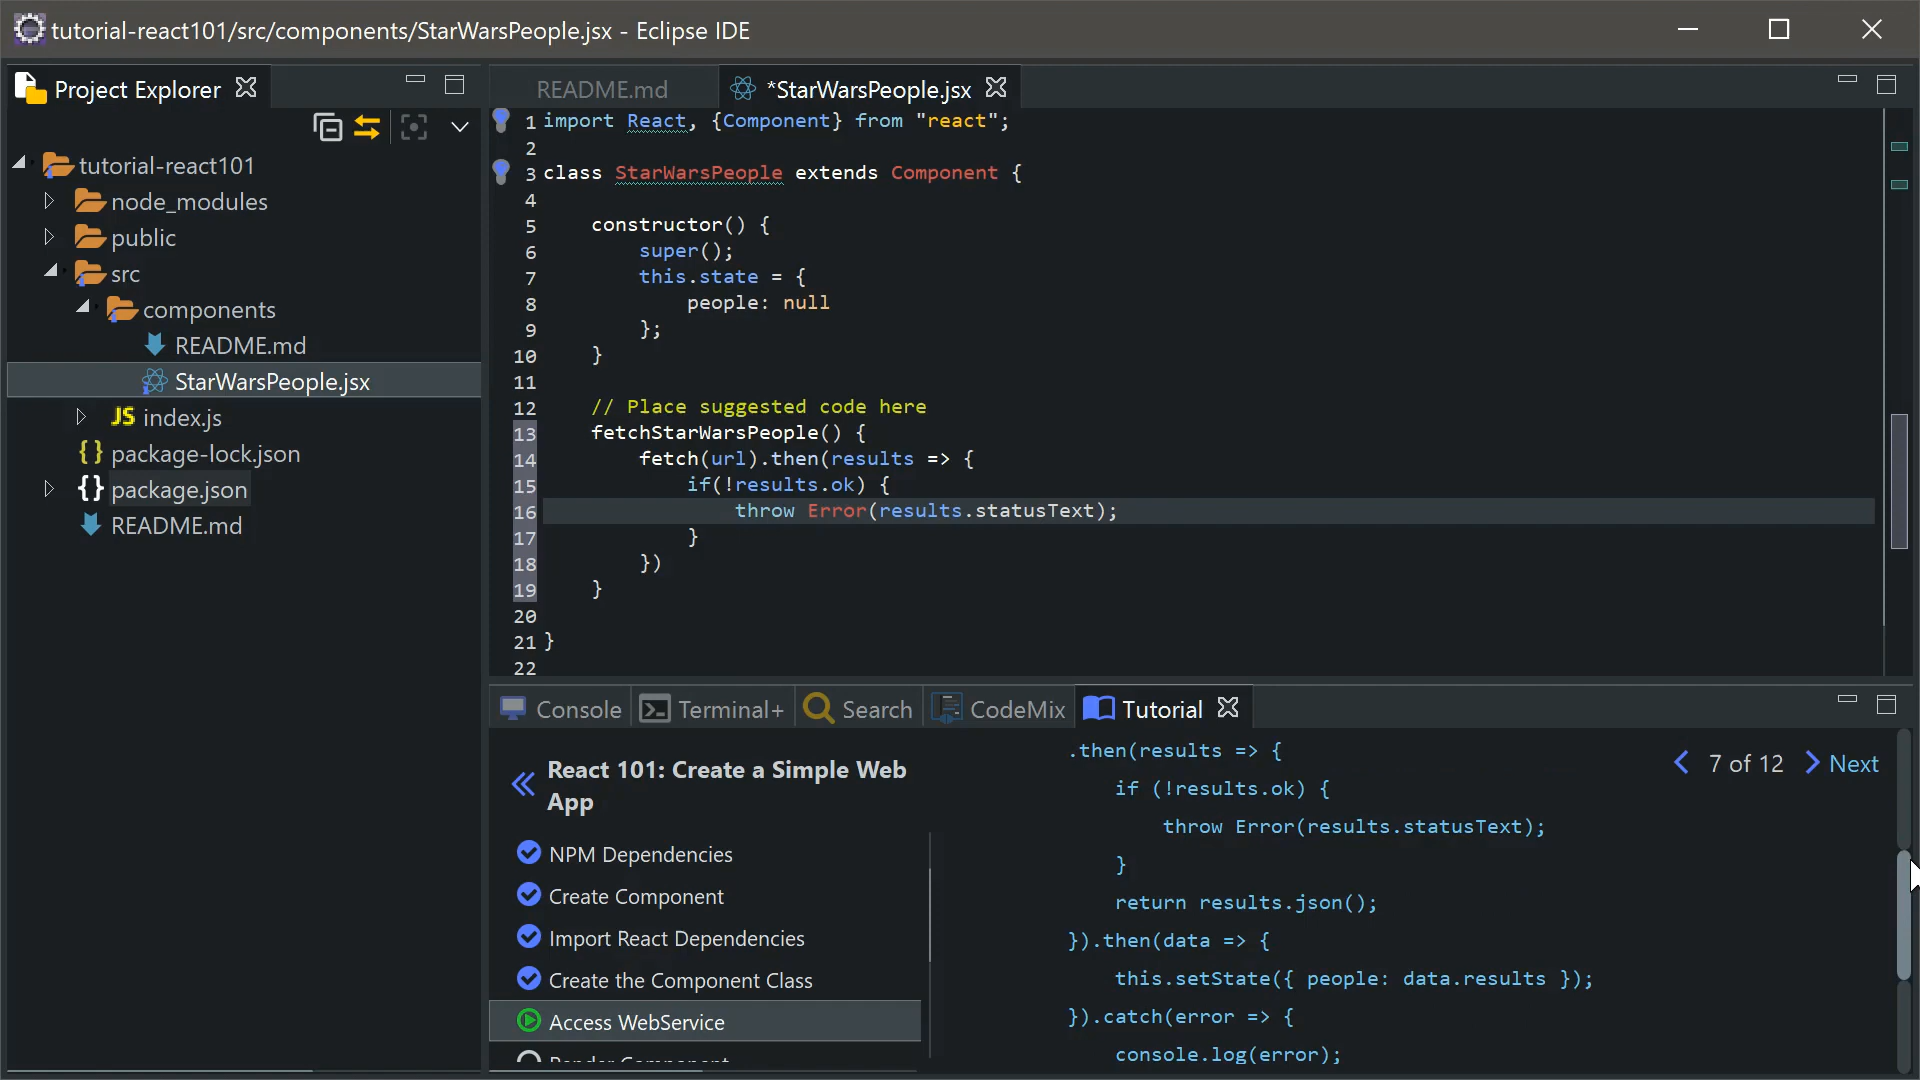 tutorial-react101/src/components/StarWarsPeople.jsx - Eclipse IDE
Project Explorer
tutorial-react101
node_modules
public
src
components
README.md
StarWarsPeople.jsx
JS index.js
{} package-lock.json
{} package.json
README.md
README.md
*StarWarsPeople.jsx
1 import React, {Component} from "react";
2
3 class StarWarsPeople extends Component {
4
5     constructor() {
6         super();
7         this.state = {
8             people: null
9         };
10     }
11
12     // Place suggested code here
13     fetchStarWarsPeople() {
14         fetch(url).then(results => {
15             if(!results.ok) {
16                 throw Error(results.statusText);
17             }
18         })
19     }
20
21 }
22
Console
Terminal+
Search
CodeMix
Tutorial
React 101: Create a Simple Web
App
NPM Dependencies
Create Component
Import React Dependencies
Create the Component Class
Access WebService
Render Component
.then(results => {
    if (!results.ok) {
        throw Error(results.statusText);
    }
    return results.json();
}).then(data => {
    this.setState({ people: data.results });
}).catch(error => {
    console.log(error);
7 of 12
Next